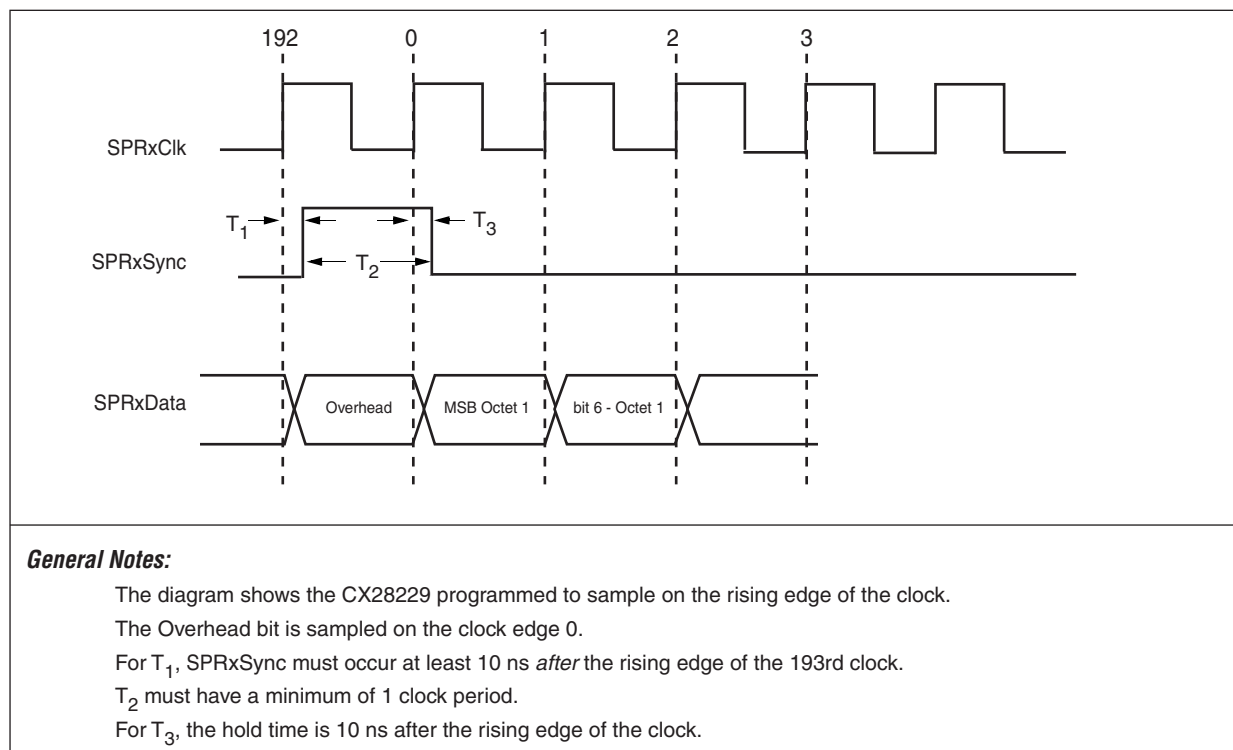 192 0 1 2 3
SPRxClk
T1 T3
SPRxSync T2
SPRxData Overhead MSB Octet 1 bit 6 - Octet 1
General Notes:
The diagram shows the CX28229 programmed to sample on the rising edge of the clock.
The Overhead bit is sampled on the clock edge 0.
For T1, SPRxSync must occur at least 10 ns after the rising edge of the 193rd clock.
T2 must have a minimum of 1 clock period.
For T3, the hold time is 10 ns after the rising edge of the clock.